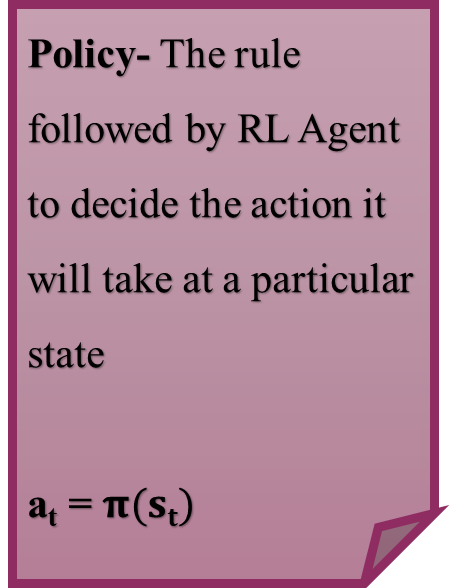 Policy- The rule
followed by RL Agent
to decide the action it
will take at a particular
state
aₜ = π(sₜ)